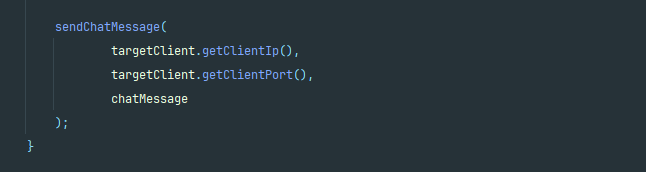 sendChatMessage(
targetClient.getClientIp(),
targetClient.getClientPort(),
chatMessage
);
}